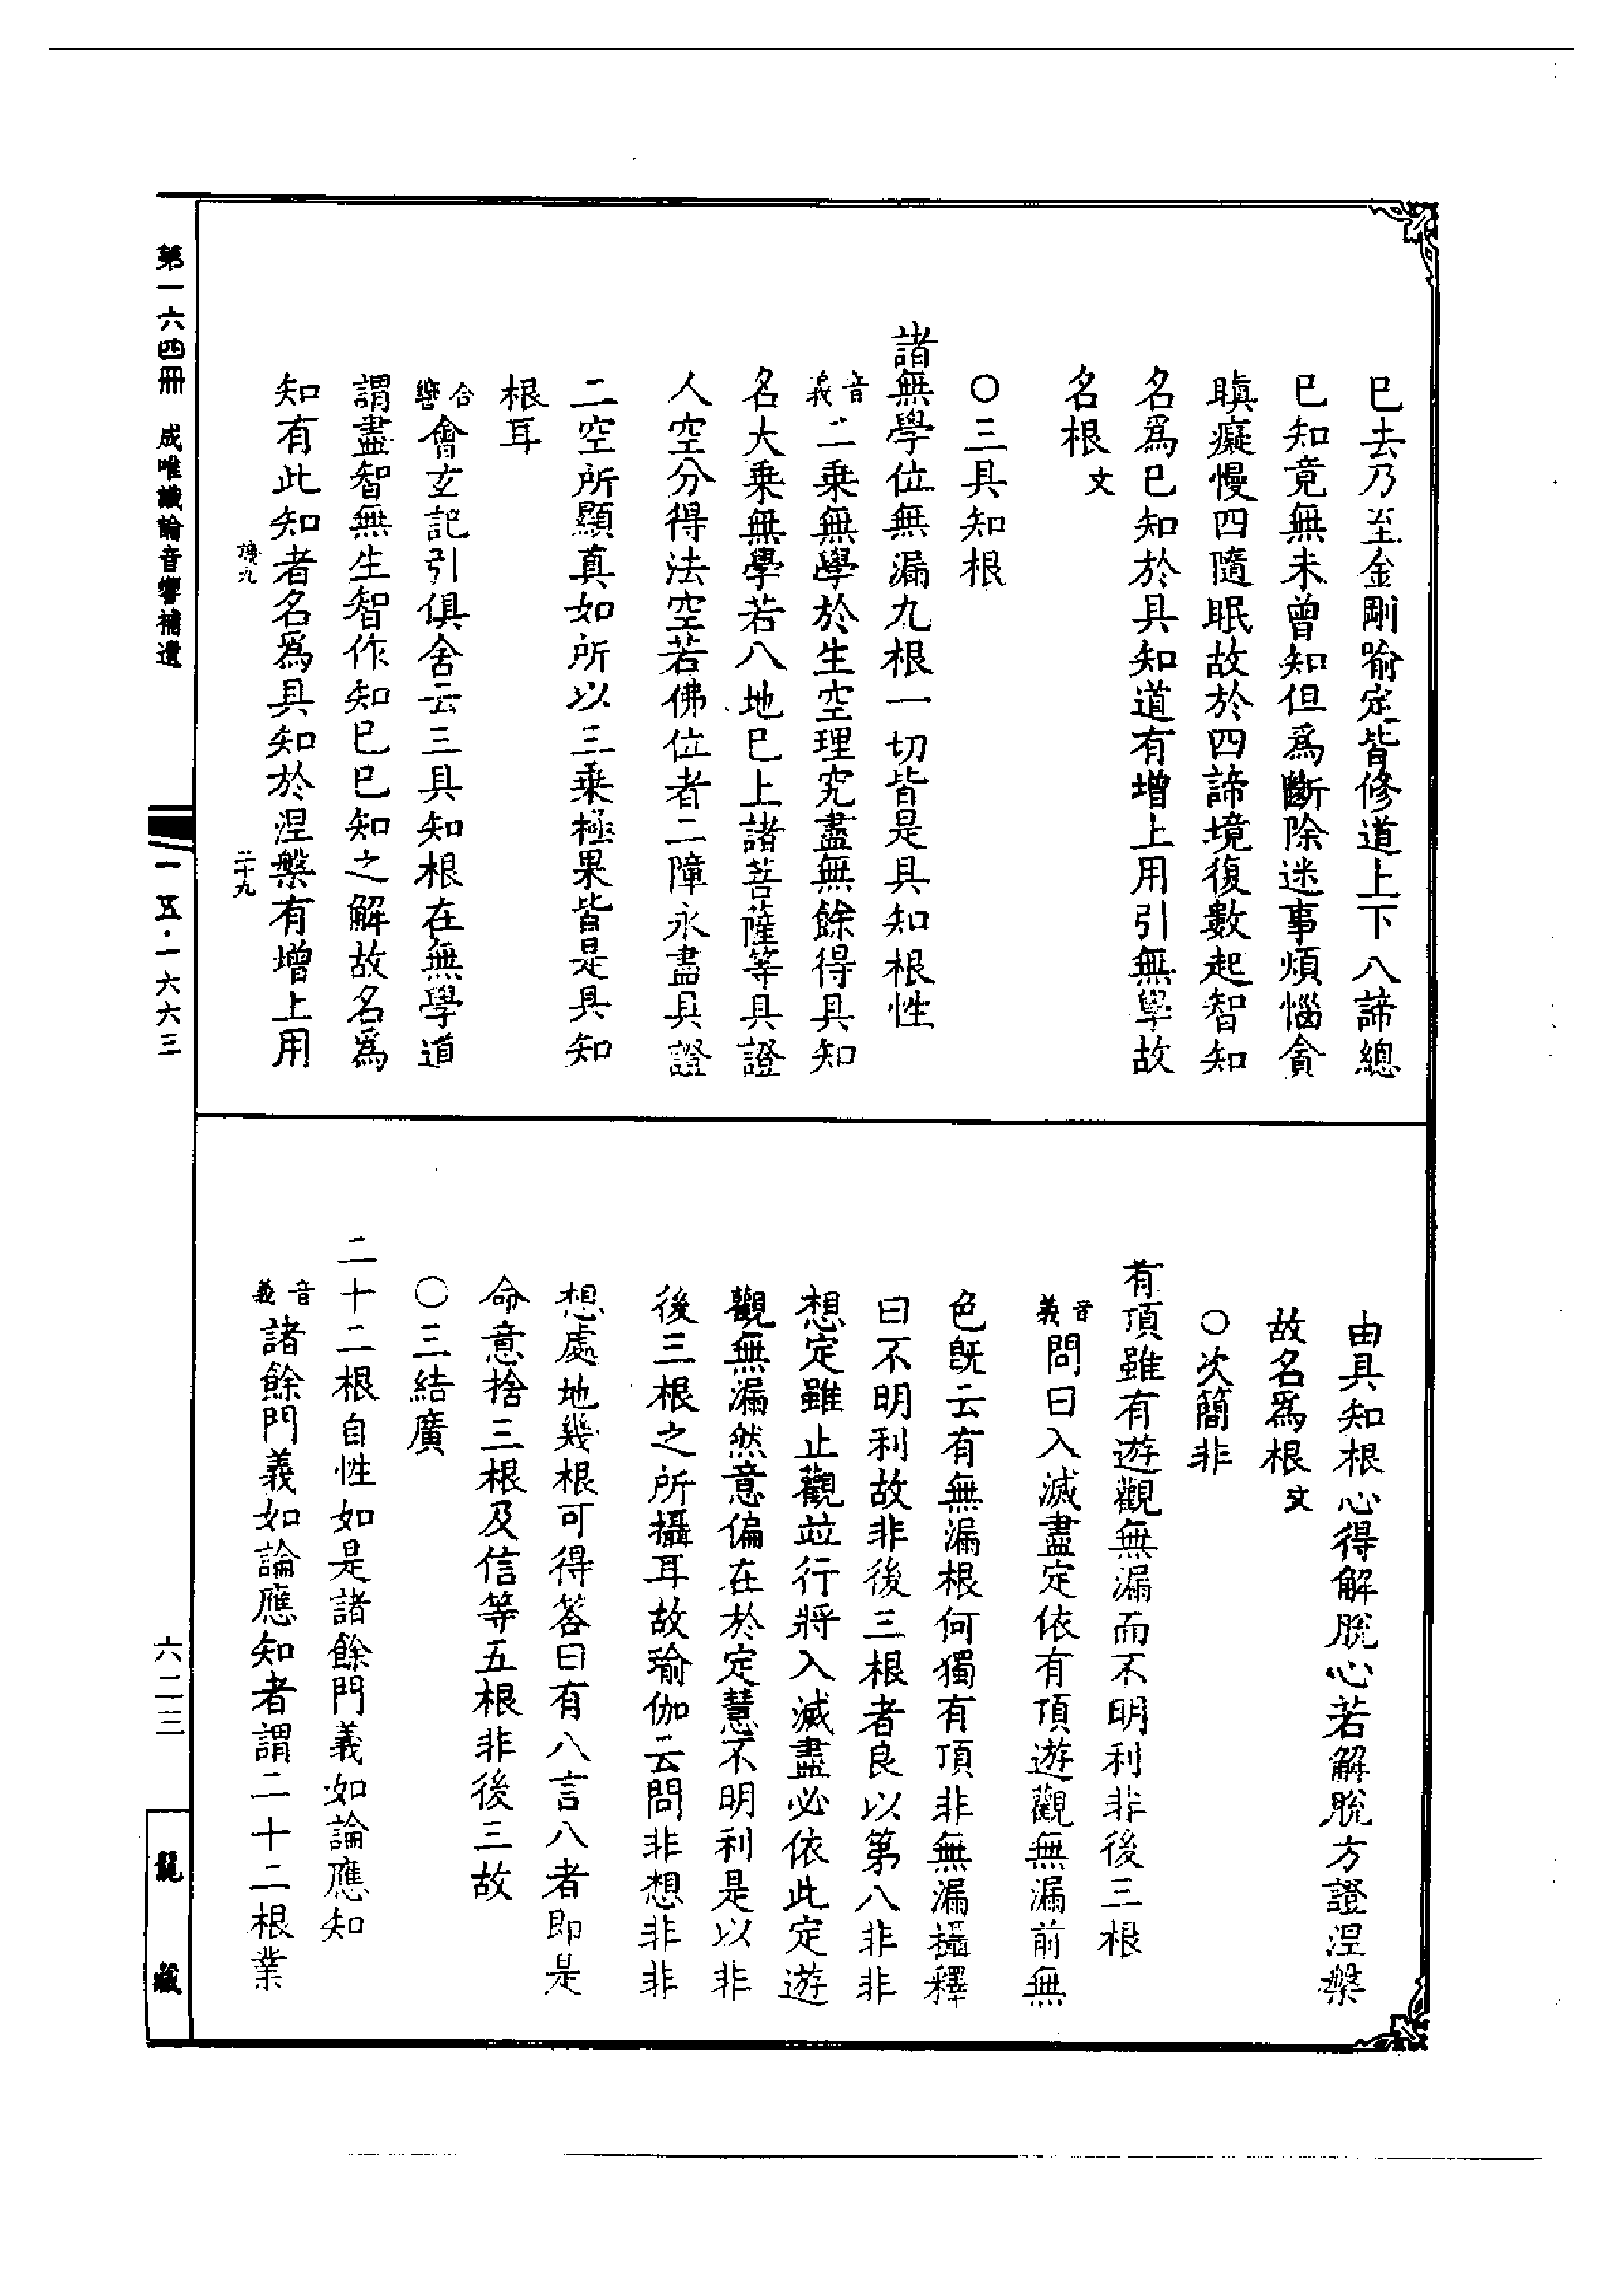 巳去乃至金剛喻定皆修道上下八諦總
巳知竟無未曾知但爲斷除迷事煩惱貪
瞋癡慢四隨眠故於四諦境復數起智知
名爲巳知於具知道有增上用引無學故
名根文
○三具知根
諸無學位無漏九根一切皆是具知根性
音義二乗無學於生空理究盡無餘得具知
名大乗無學若八地巳上諸菩薩等具證
人空分得法空若佛位者二障永盡具證
二空所顯真如所以三乗極果皆是具知
根耳
合響會玄記引俱舍云三具知根在無學道
謂盡智無生智作知巳巳知之解故名爲
知有此知者名爲具知於涅槃有增上用
二十九
由具知根心得解脫心若解脫方證涅槃
故名爲根文
○次簡非
有頂雖有遊觀無漏而不明利非後三根
音義問曰入滅盡定依有頂遊觀無漏前無
色旣云有無漏根何獨有頂非無漏攝釋
曰不明利故非後三根者良以第八非非
想定雖止觀竝行將入滅盡必依此定遊
觀無漏然意偏在於定慧不明利是以非
後三根之所攝耳故瑜伽云問非想非非
想處地幾根可得答曰有八言八者即是
命意捨三根及信等五根非後三故
○三結廣
二十二根自性如是諸餘門義如論應知
音義諸餘門義如論應知者謂二十二根業
第一六四冊 成唯識論音響補遺
一五·一六六三
六二三
龍藏